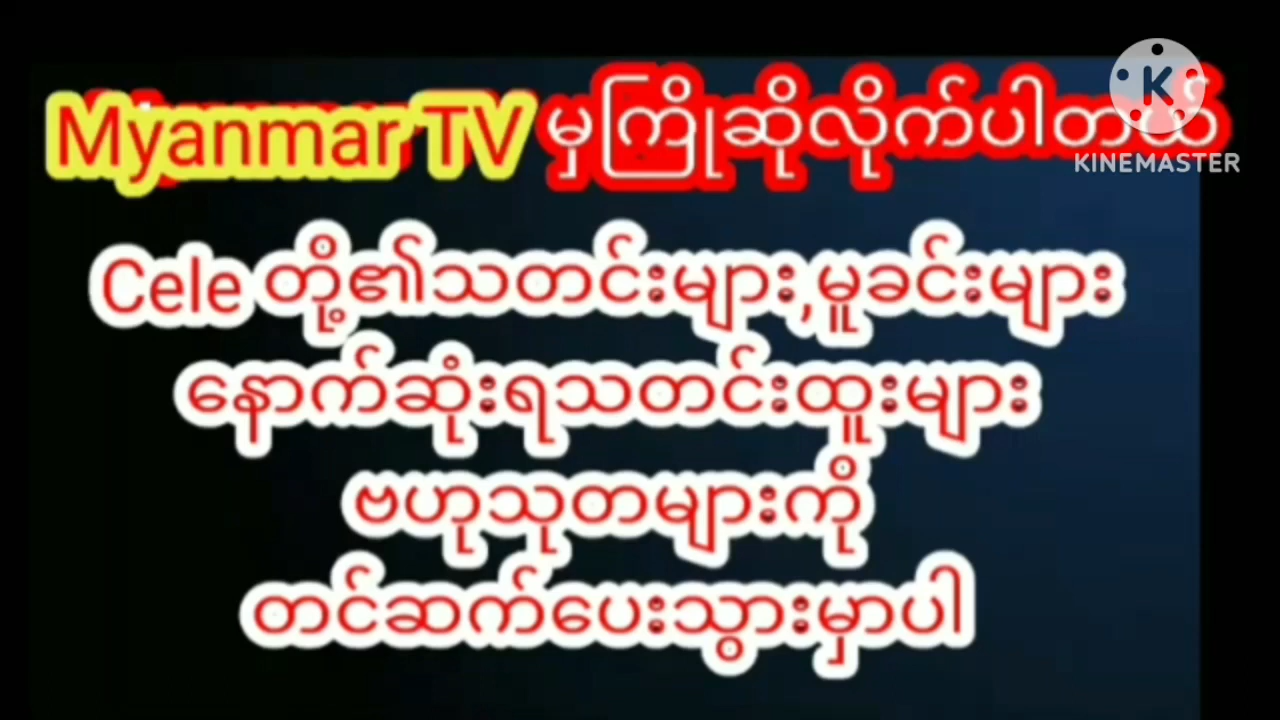 Myanmar TV မှကြိုဆိုလိုက်ပါတယ်
KINEMASTER
Cele တို့၏သတင်းများ,မှုခင်းများ
နောက်ဆုံးရသတင်းထူးများ
ဗဟုသုတများကို
တင်ဆက်ပေးသွားမှာပါ